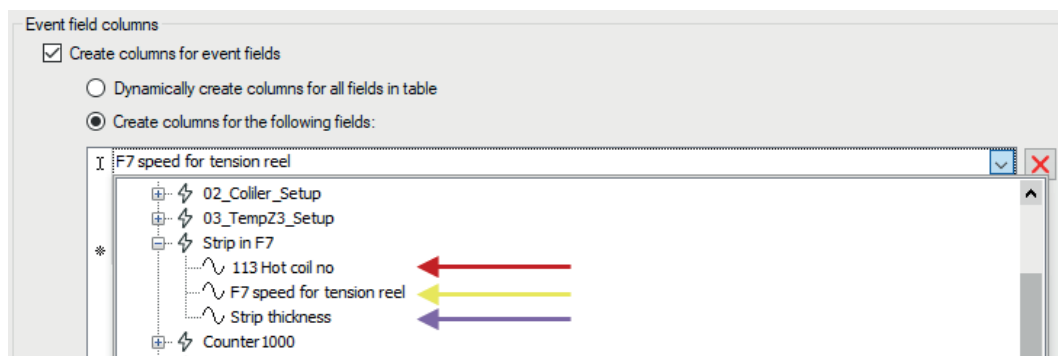 Event field columns
Create columns for event fields
Dynamically create columns for all fields in table
Create columns for the following fields:
F7 speed for tension reel
02_Coliler_Setup
03_TempZ3_Setup
Strip in F7
113 Hot coil no
F7 speed for tension reel
Strip thickness
Counter1000